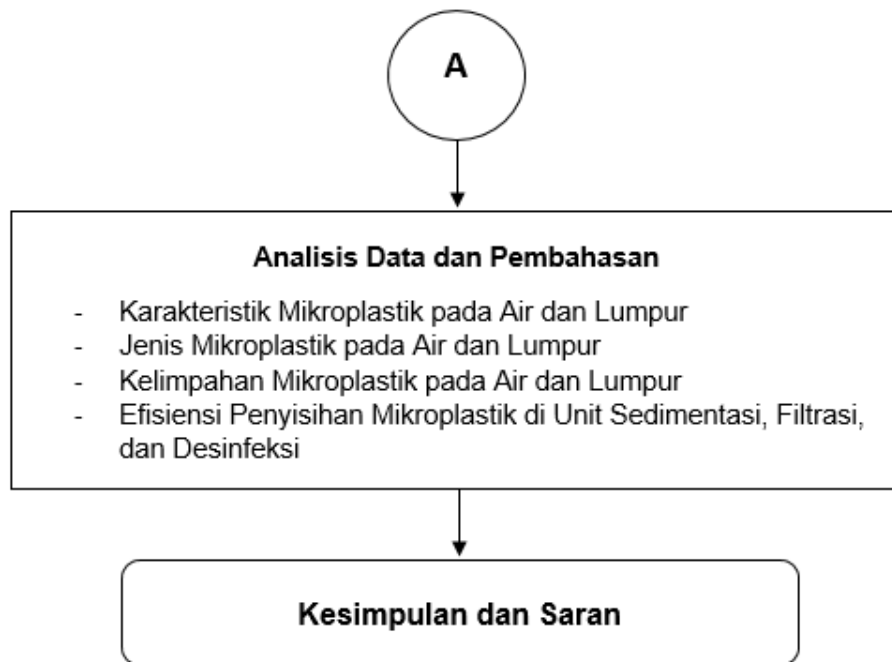 A
Analisis Data dan Pembahasan
- Karakteristik Mikroplastik pada Air dan Lumpur
- Jenis Mikroplastik pada Air dan Lumpur
- Kelimpahan Mikroplastik pada Air dan Lumpur
- Efisiensi Penyisihan Mikroplastik di Unit Sedimentasi, Filtrasi,
dan Desinfeksi
Kesimpulan dan Saran